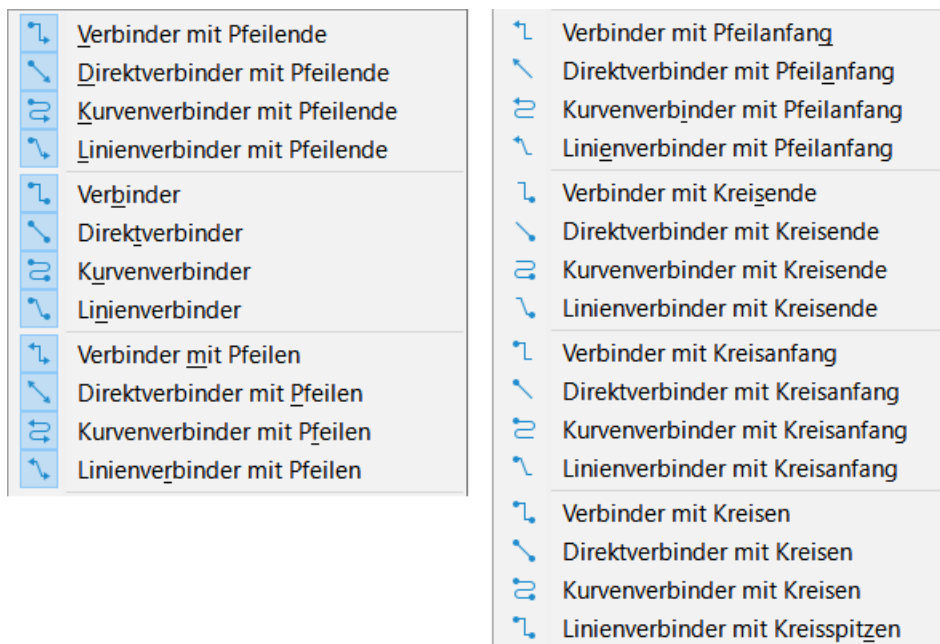 Verbinder mit Pfeilende
Direktverbinder mit Pfeilende
Kurvenverbinder mit Pfeilende
Linienverbinder mit Pfeilende
Verbinder
Direktverbinder
Kurvenverbinder
Linienverbinder
Verbinder mit Pfeilen
Direktverbinder mit Pfeilen
Kurvenverbinder mit Pfeilen
Linienverbinder mit Pfeilen
Verbinder mit Pfeilanfang
Direktverbinder mit Pfeilanfang
Kurvenverbinder mit Pfeilanfang
Linienverbinder mit Pfeilanfang
Verbinder mit Kreisende
Direktverbinder mit Kreisende
Kurvenverbinder mit Kreisende
Linienverbinder mit Kreisende
Verbinder mit Kreisanfang
Direktverbinder mit Kreisanfang
Kurvenverbinder mit Kreisanfang
Linienverbinder mit Kreisanfang
Verbinder mit Kreisen
Direktverbinder mit Kreisen
Kurvenverbinder mit Kreisen
Linienverbinder mit Kreisspitzen